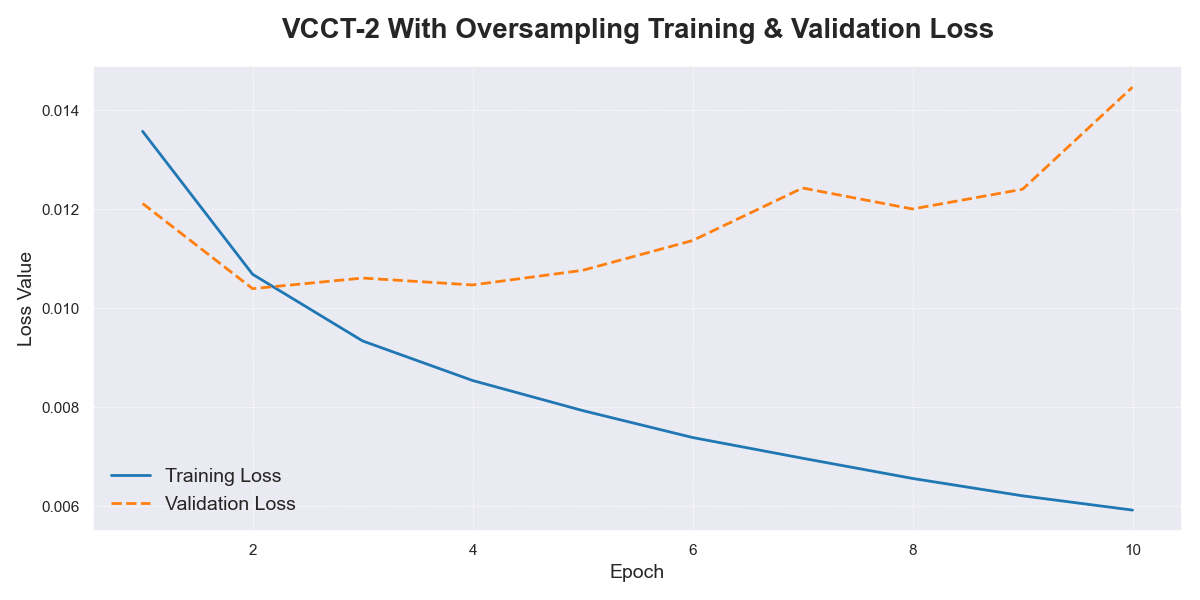 VCCT-2 With Oversampling Training & Validation Loss
Loss Value
0.014
0.012
0.010
0.008
0.006
Training Loss
Validation Loss
2 4 6 8 10
Epoch